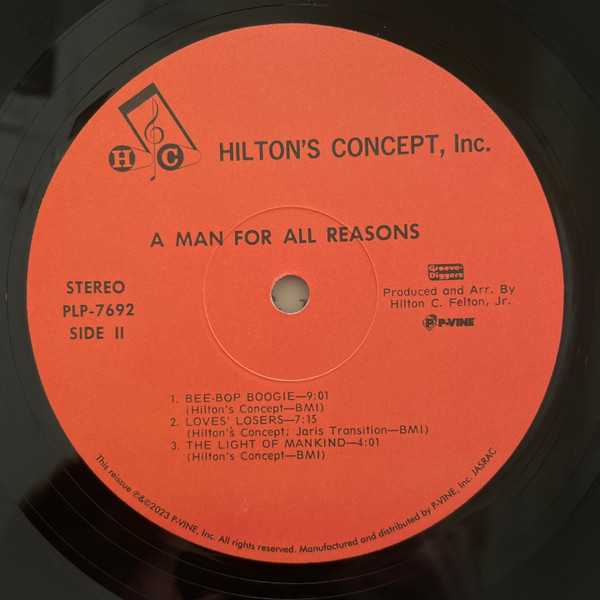 H C
HILTON'S CONCEPT, Inc.
A MAN FOR ALL REASONS
STEREO
PLP-7692
SIDE II
Groove-
Diggers
Produced and Arr. By
Hilton C. Felton, Jr.
P-VINE
1. BEE-BOP BOOGIE—9:01
(Hilton's Concept—BMI)
2. LOVES' LOSERS—7:15
(Hilton's Concept; Jaris Transition—BMI)
3. THE LIGHT OF MANKIND—4:01
(Hilton's Concept—BMI)
This reissue ℗&©2023 P-VINE, Inc. All rights reserved. Manufactured and distributed by P-VINE, Inc. JASRAC